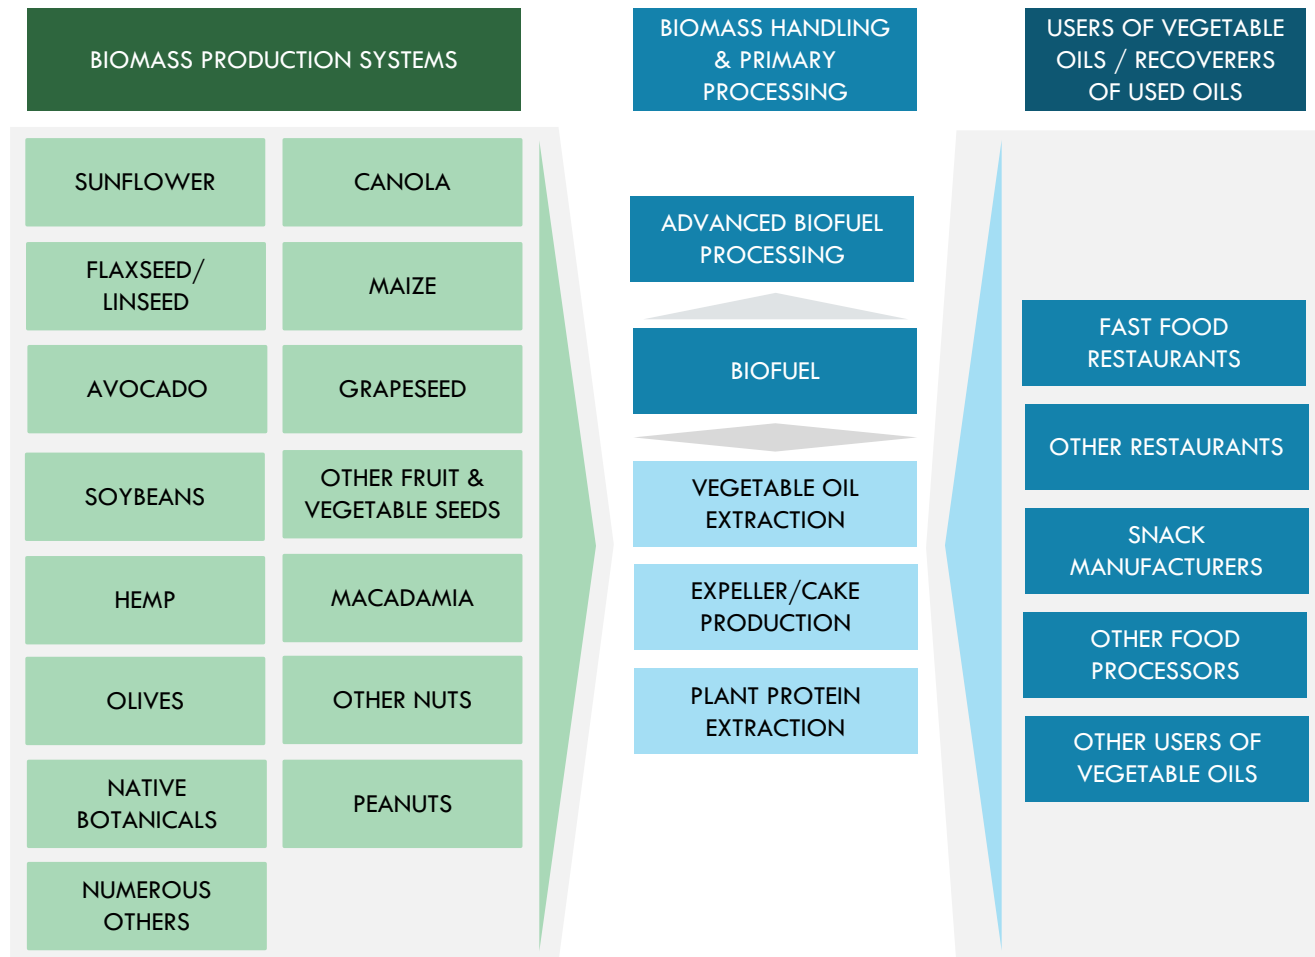 BIOMASS PRODUCTION SYSTEMS
BIOMASS HANDLING
& PRIMARY
PROCESSING
USERS OF VEGETABLE
OILS / RECOVERERS
OF USED OILS
SUNFLOWER
CANOLA
FLAXSEED/
LINSEED
MAIZE
AVOCADO
GRAPESEED
SOYBEANS
OTHER FRUIT &
VEGETABLE SEEDS
HEMP
MACADAMIA
OLIVES
OTHER NUTS
NATIVE
BOTANICALS
PEANUTS
NUMEROUS
OTHERS
ADVANCED BIOFUEL
PROCESSING
BIOFUEL
VEGETABLE OIL
EXTRACTION
EXPELLER/CAKE
PRODUCTION
PLANT PROTEIN
EXTRACTION
FAST FOOD
RESTAURANTS
OTHER RESTAURANTS
SNACK
MANUFACTURERS
OTHER FOOD
PROCESSORS
OTHER USERS OF
VEGETABLE OILS